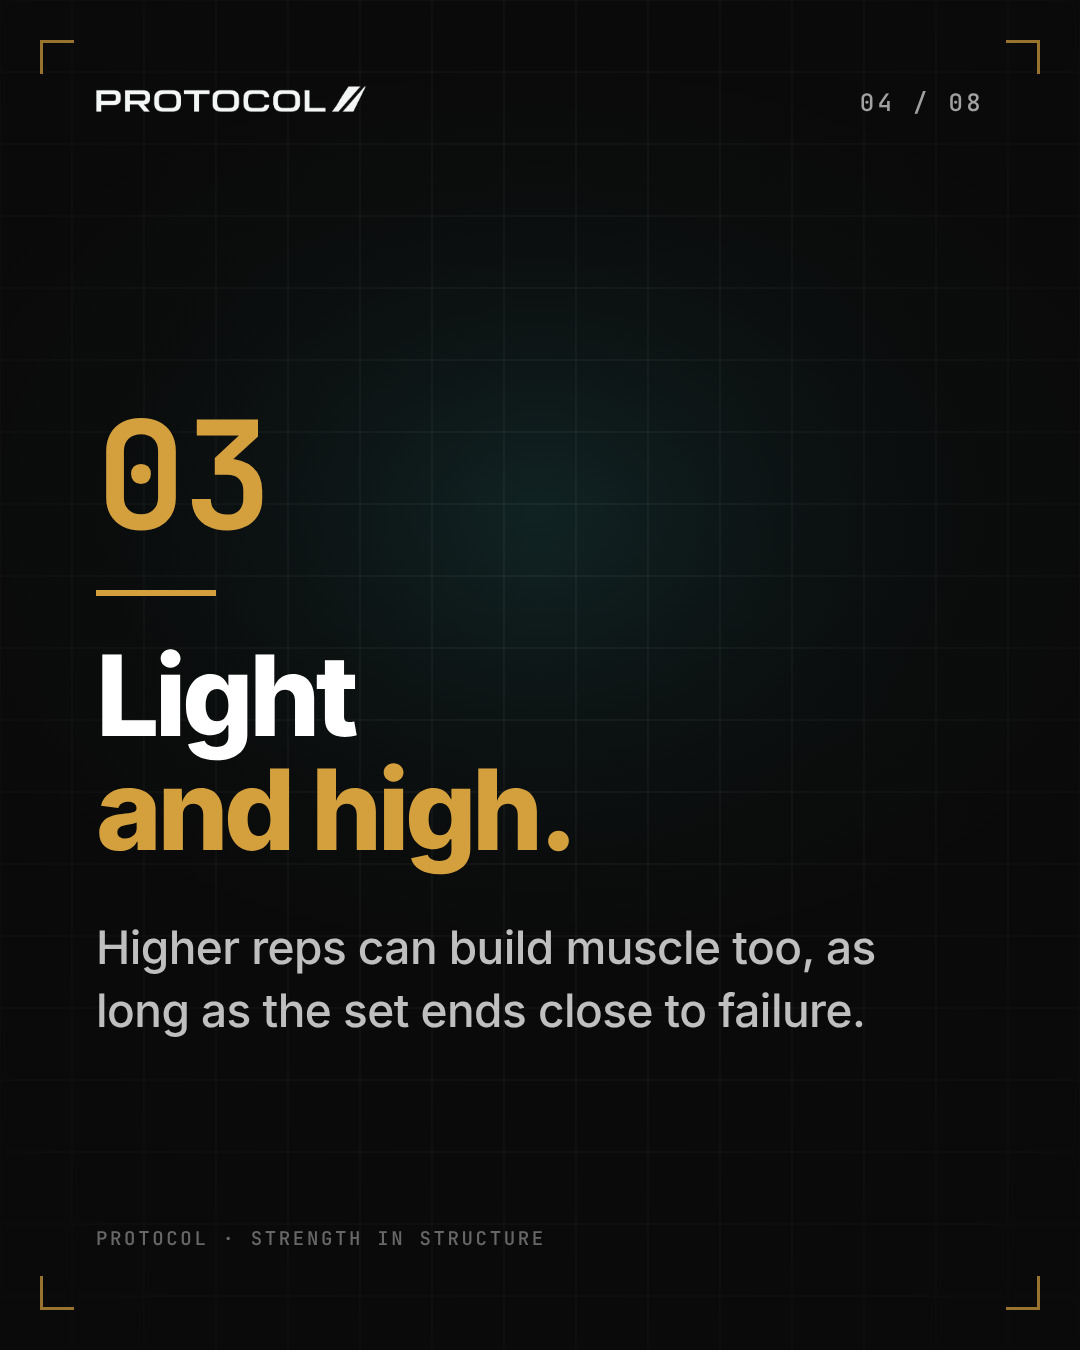 PROTOCOL
04 / 08
03
Light
and high.
Higher reps can build muscle too, as
long as the set ends close to failure.
PROTOCOL · STRENGTH IN STRUCTURE